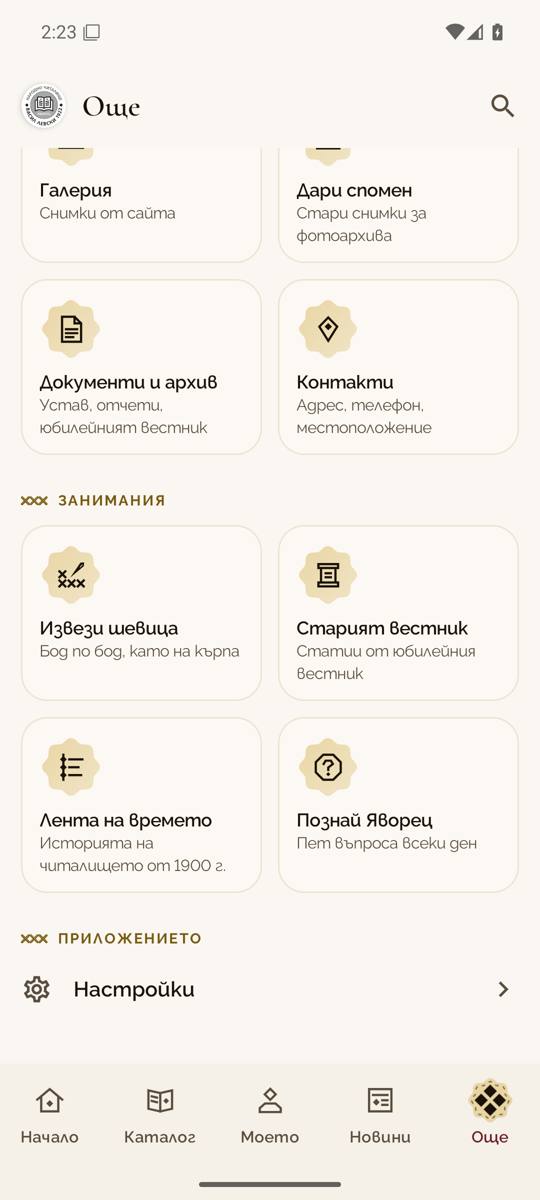 2:23
Още
Галерия
Снимки от сайта
Дари спомен
Стари снимки за
фотоархива
Документи и архив
Устав, отчети,
юбилейният вестник
Контакти
Адрес, телефон,
местоположение
ЗАНИМАНИЯ
Извези шевица
Бод по бод, като на кърпа
Старият вестник
Статии от юбилейния
вестник
Лента на времето
Историята на
читалището от 1900 г.
Познай Яворец
Пет въпроса всеки ден
ПРИЛОЖЕНИЕТО
Настройки
Начало
Каталог
Моето
Новини
Още